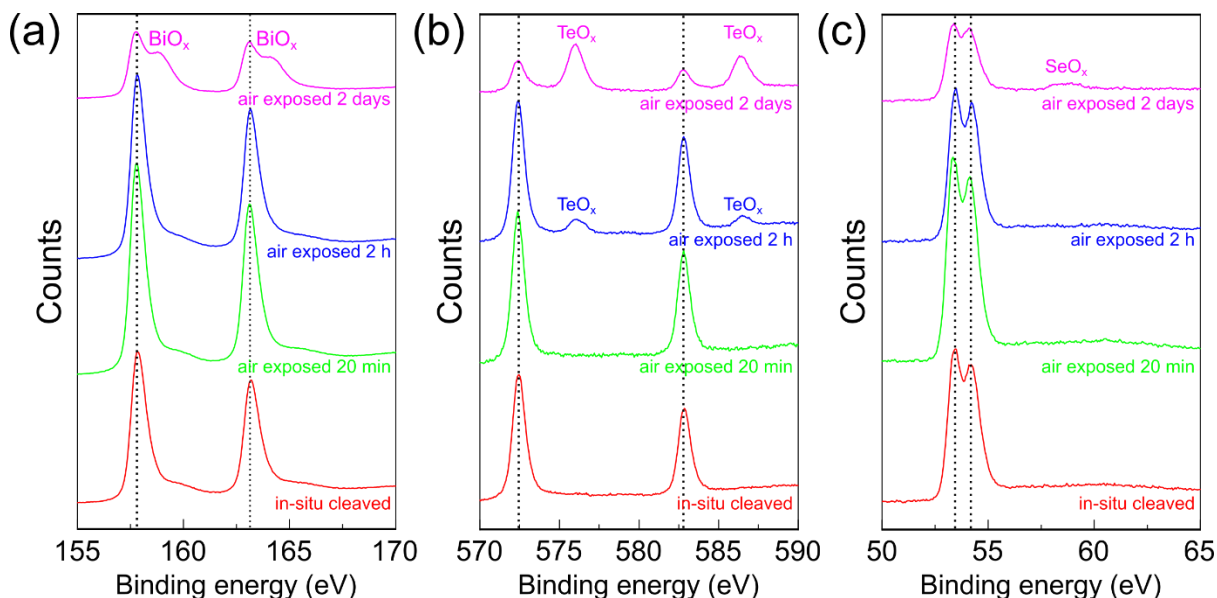 (a)
BiOx
BiOx
air exposed 2 days
air exposed 2 h
air exposed 20 min
in-situ cleaved
Counts
155 160 165 170
Binding energy (eV)
(b)
TeOx
TeOx
air exposed 2 days
TeOx
TeOx
air exposed 2 h
air exposed 20 min
in-situ cleaved
Counts
570 575 580 585 590
Binding energy (eV)
(c)
SeOx
air exposed 2 days
air exposed 2 h
air exposed 20 min
in-situ cleaved
Counts
50 55 60 65
Binding energy (eV)